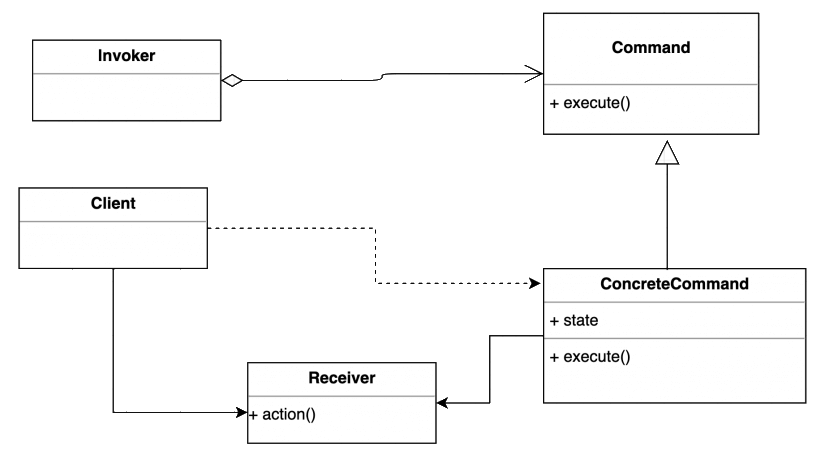 Invoker
Command
+ execute()
Client
ConcreteCommand
+ state
+ execute()
Receiver
+ action()